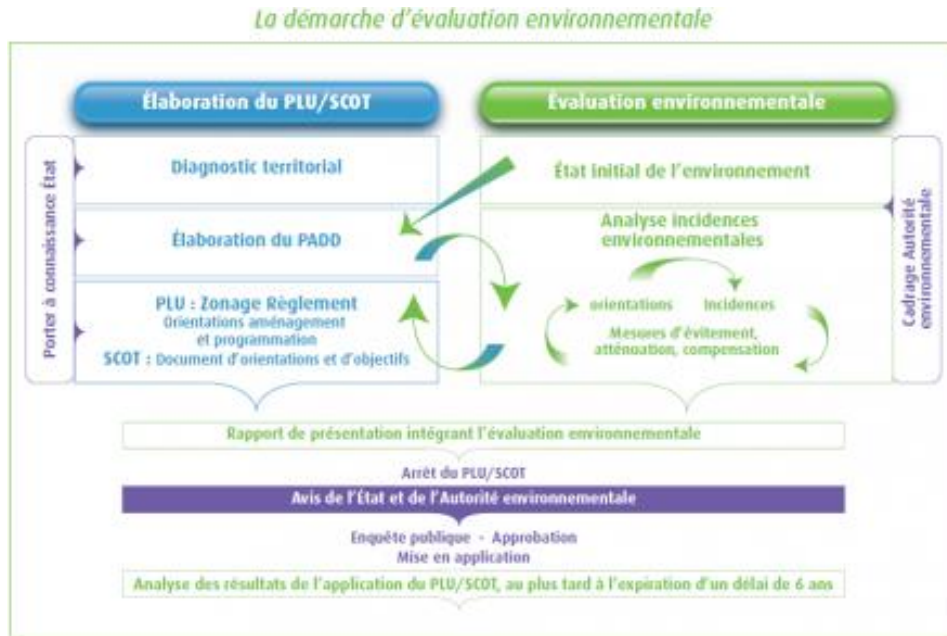 La démarche d'évaluation environnementale
Élaboration du PLU/SCOT
Évaluation environnementale
Porter à connaissance État
Diagnostic territorial
État initial de l'environnement
Élaboration du PADD
Analyse incidences
environnementales
PLU : Zonage Règlement
Orientations aménagement
et programmation
SCOT : Document d'orientations et d'objectifs
orientations
Incidences
Mesures d'évitement,
atténuation, compensation
Cadrage Autorité
environnementale
Rapport de présentation intégrant l'évaluation environnementale
Arrêt du PLU/SCOT
Avis de l'État et de l'Autorité environnementale
Enquête publique - Approbation
Mise en application
Analyse des résultats de l'application du PLU/SCOT, au plus tard à l'expiration d'un délai de 6 ans